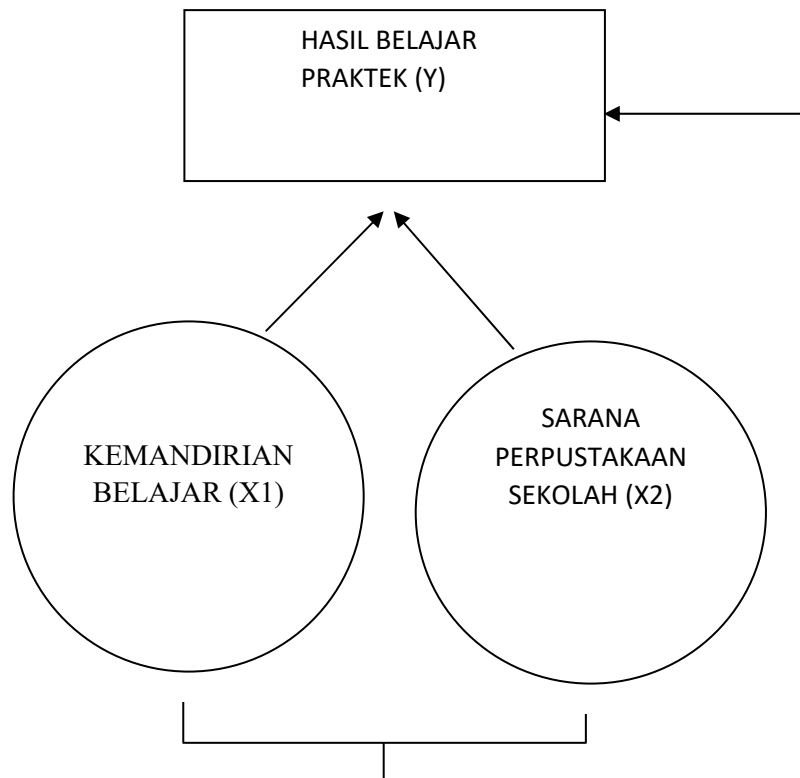 HASIL BELAJAR
PRAKTEK (Y)
KEMANDIRIAN
BELAJAR (X1)
SARANA
PERPUSTAKAAN
SEKOLAH (X2)